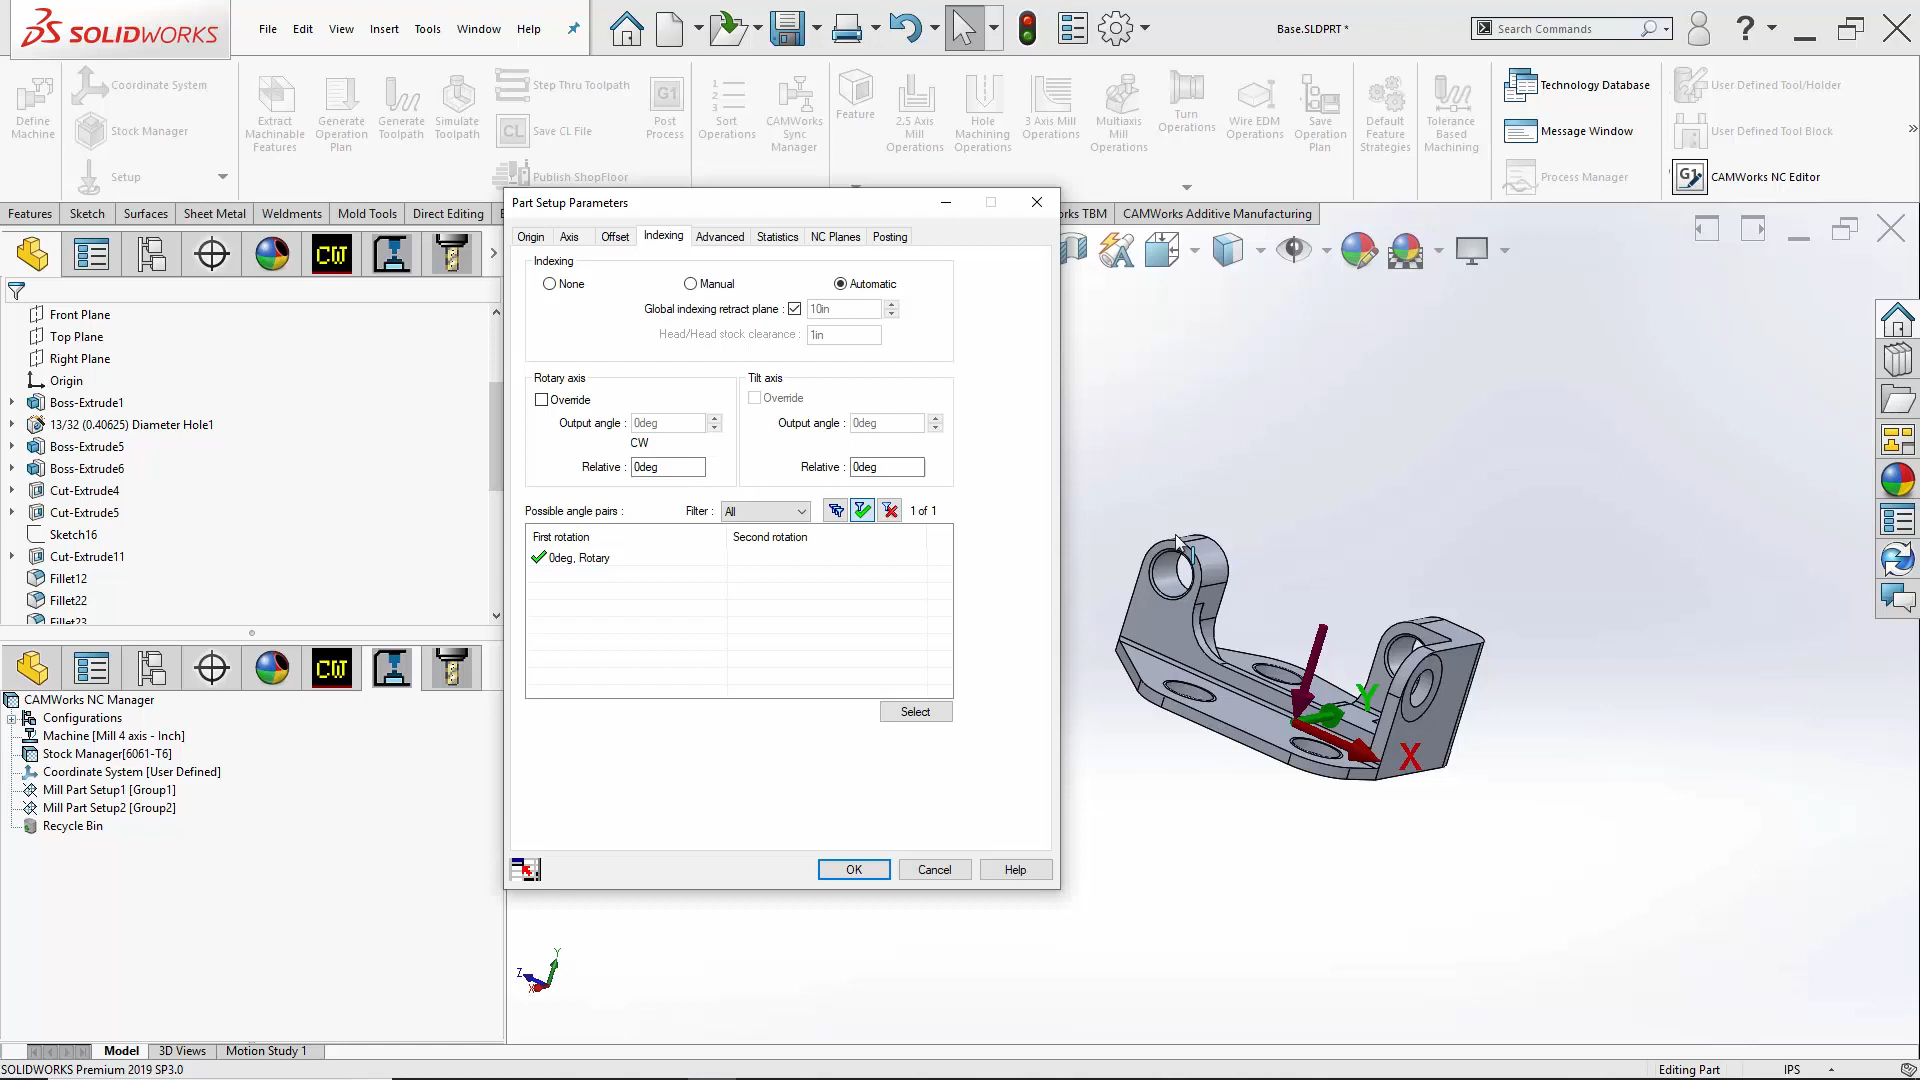 SOLIDWORKS
File Edit View Insert Tools Window Help
Base.SLDPRT *
Search Commands
Define Machine
Coordinate System
Stock Manager
Setup
Extract Machinable Features
Generate Operation Plan
Generate Toolpath
Simulate Toolpath
Step Thru Toolpath
CL Save CL File
Publish ShopFloor
G1 Post Process
Sort Operations
CAMWorks Sync Manager
Feature
2.5 Axis Mill Operations
Hole Machining Operations
3 Axis Mill Operations
Multiaxis Mill Operations
Turn Operations
Wire EDM Operations
Save Operation Plan
Default Feature Strategies
Tolerance Based Machining
Technology Database
Message Window
Process Manager
User Defined Tool/Holder
User Defined Tool Block
G1 CAMWorks NC Editor
Features Sketch Surfaces Sheet Metal Weldments Mold Tools Direct Editing
TBM CAMWorks Additive Manufacturing
CW
Front Plane
Top Plane
Right Plane
Origin
Boss-Extrude1
13/32 (0.40625) Diameter Hole1
Boss-Extrude5
Boss-Extrude6
Cut-Extrude4
Cut-Extrude5
Sketch16
Cut-Extrude11
Fillet12
Fillet22
Fillet23
CW
CAMWorks NC Manager
Configurations
Machine [Mill 4 axis - Inch]
Stock Manager[6061-T6]
Coordinate System [User Defined]
Mill Part Setup1 [Group1]
Mill Part Setup2 [Group2]
Recycle Bin
Part Setup Parameters
Origin Axis Offset Indexing Advanced Statistics NC Planes Posting
Indexing
None Manual Automatic
Global indexing retract plane : 10in
Head/Head stock clearance : 1in
Rotary axis
Override
Output angle : 0deg
CW
Relative : 0deg
Tilt axis
Override
Output angle : 0deg
Relative : 0deg
Possible angle pairs : Filter : All 1 of 1
First rotation Second rotation
0deg, Rotary
Select
OK Cancel Help
Y
X
Y
Z
X
Model 3D Views Motion Study 1
SOLIDWORKS Premium 2019 SP3.0
Editing Part IPS